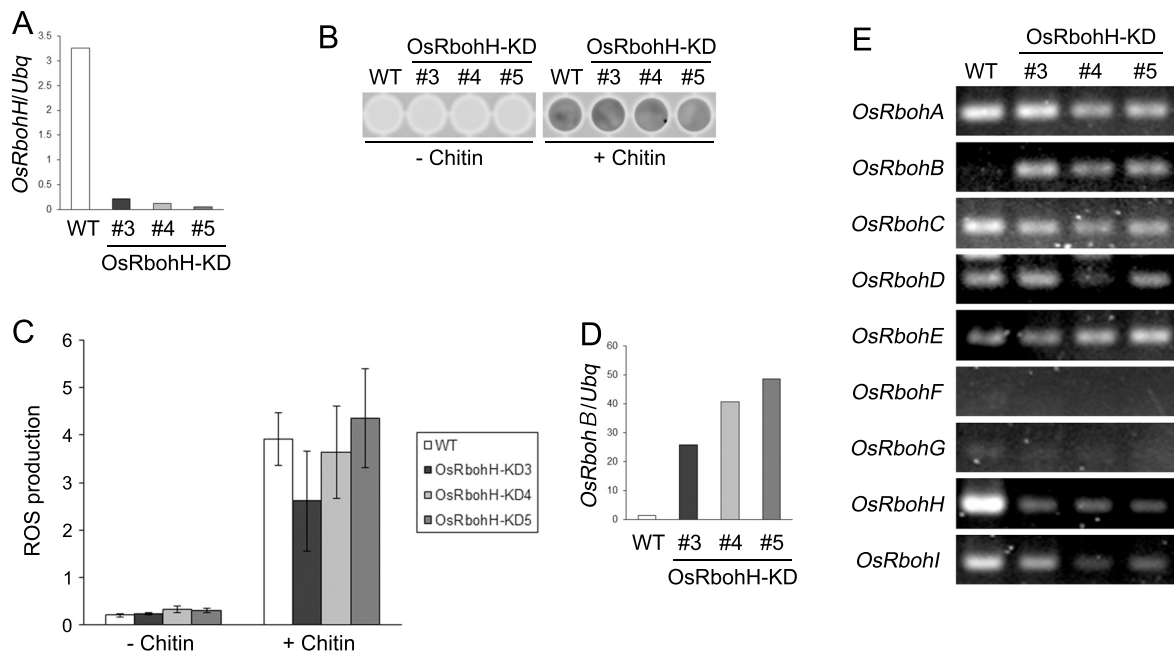 A
OsRbohH/Ubq
3.5
3
2.5
2
1.5
1
0.5
0
WT #3 #4 #5
OsRbohH-KD
B
OsRbohH-KD OsRbohH-KD
WT #3 #4 #5 WT #3 #4 #5
- Chitin + Chitin
C
ROS production
6
5
4
3
2
1
0
- Chitin + Chitin
WT
OsRbohH-KD3
OsRbohH-KD4
OsRbohH-KD5
D
OsRboh B/Ubq
60
50
40
30
20
10
0
WT #3 #4 #5
OsRbohH-KD
E
OsRbohH-KD
WT #3 #4 #5
OsRbohA
OsRbohB
OsRbohC
OsRbohD
OsRbohE
OsRbohF
OsRbohG
OsRbohH
OsRbohI